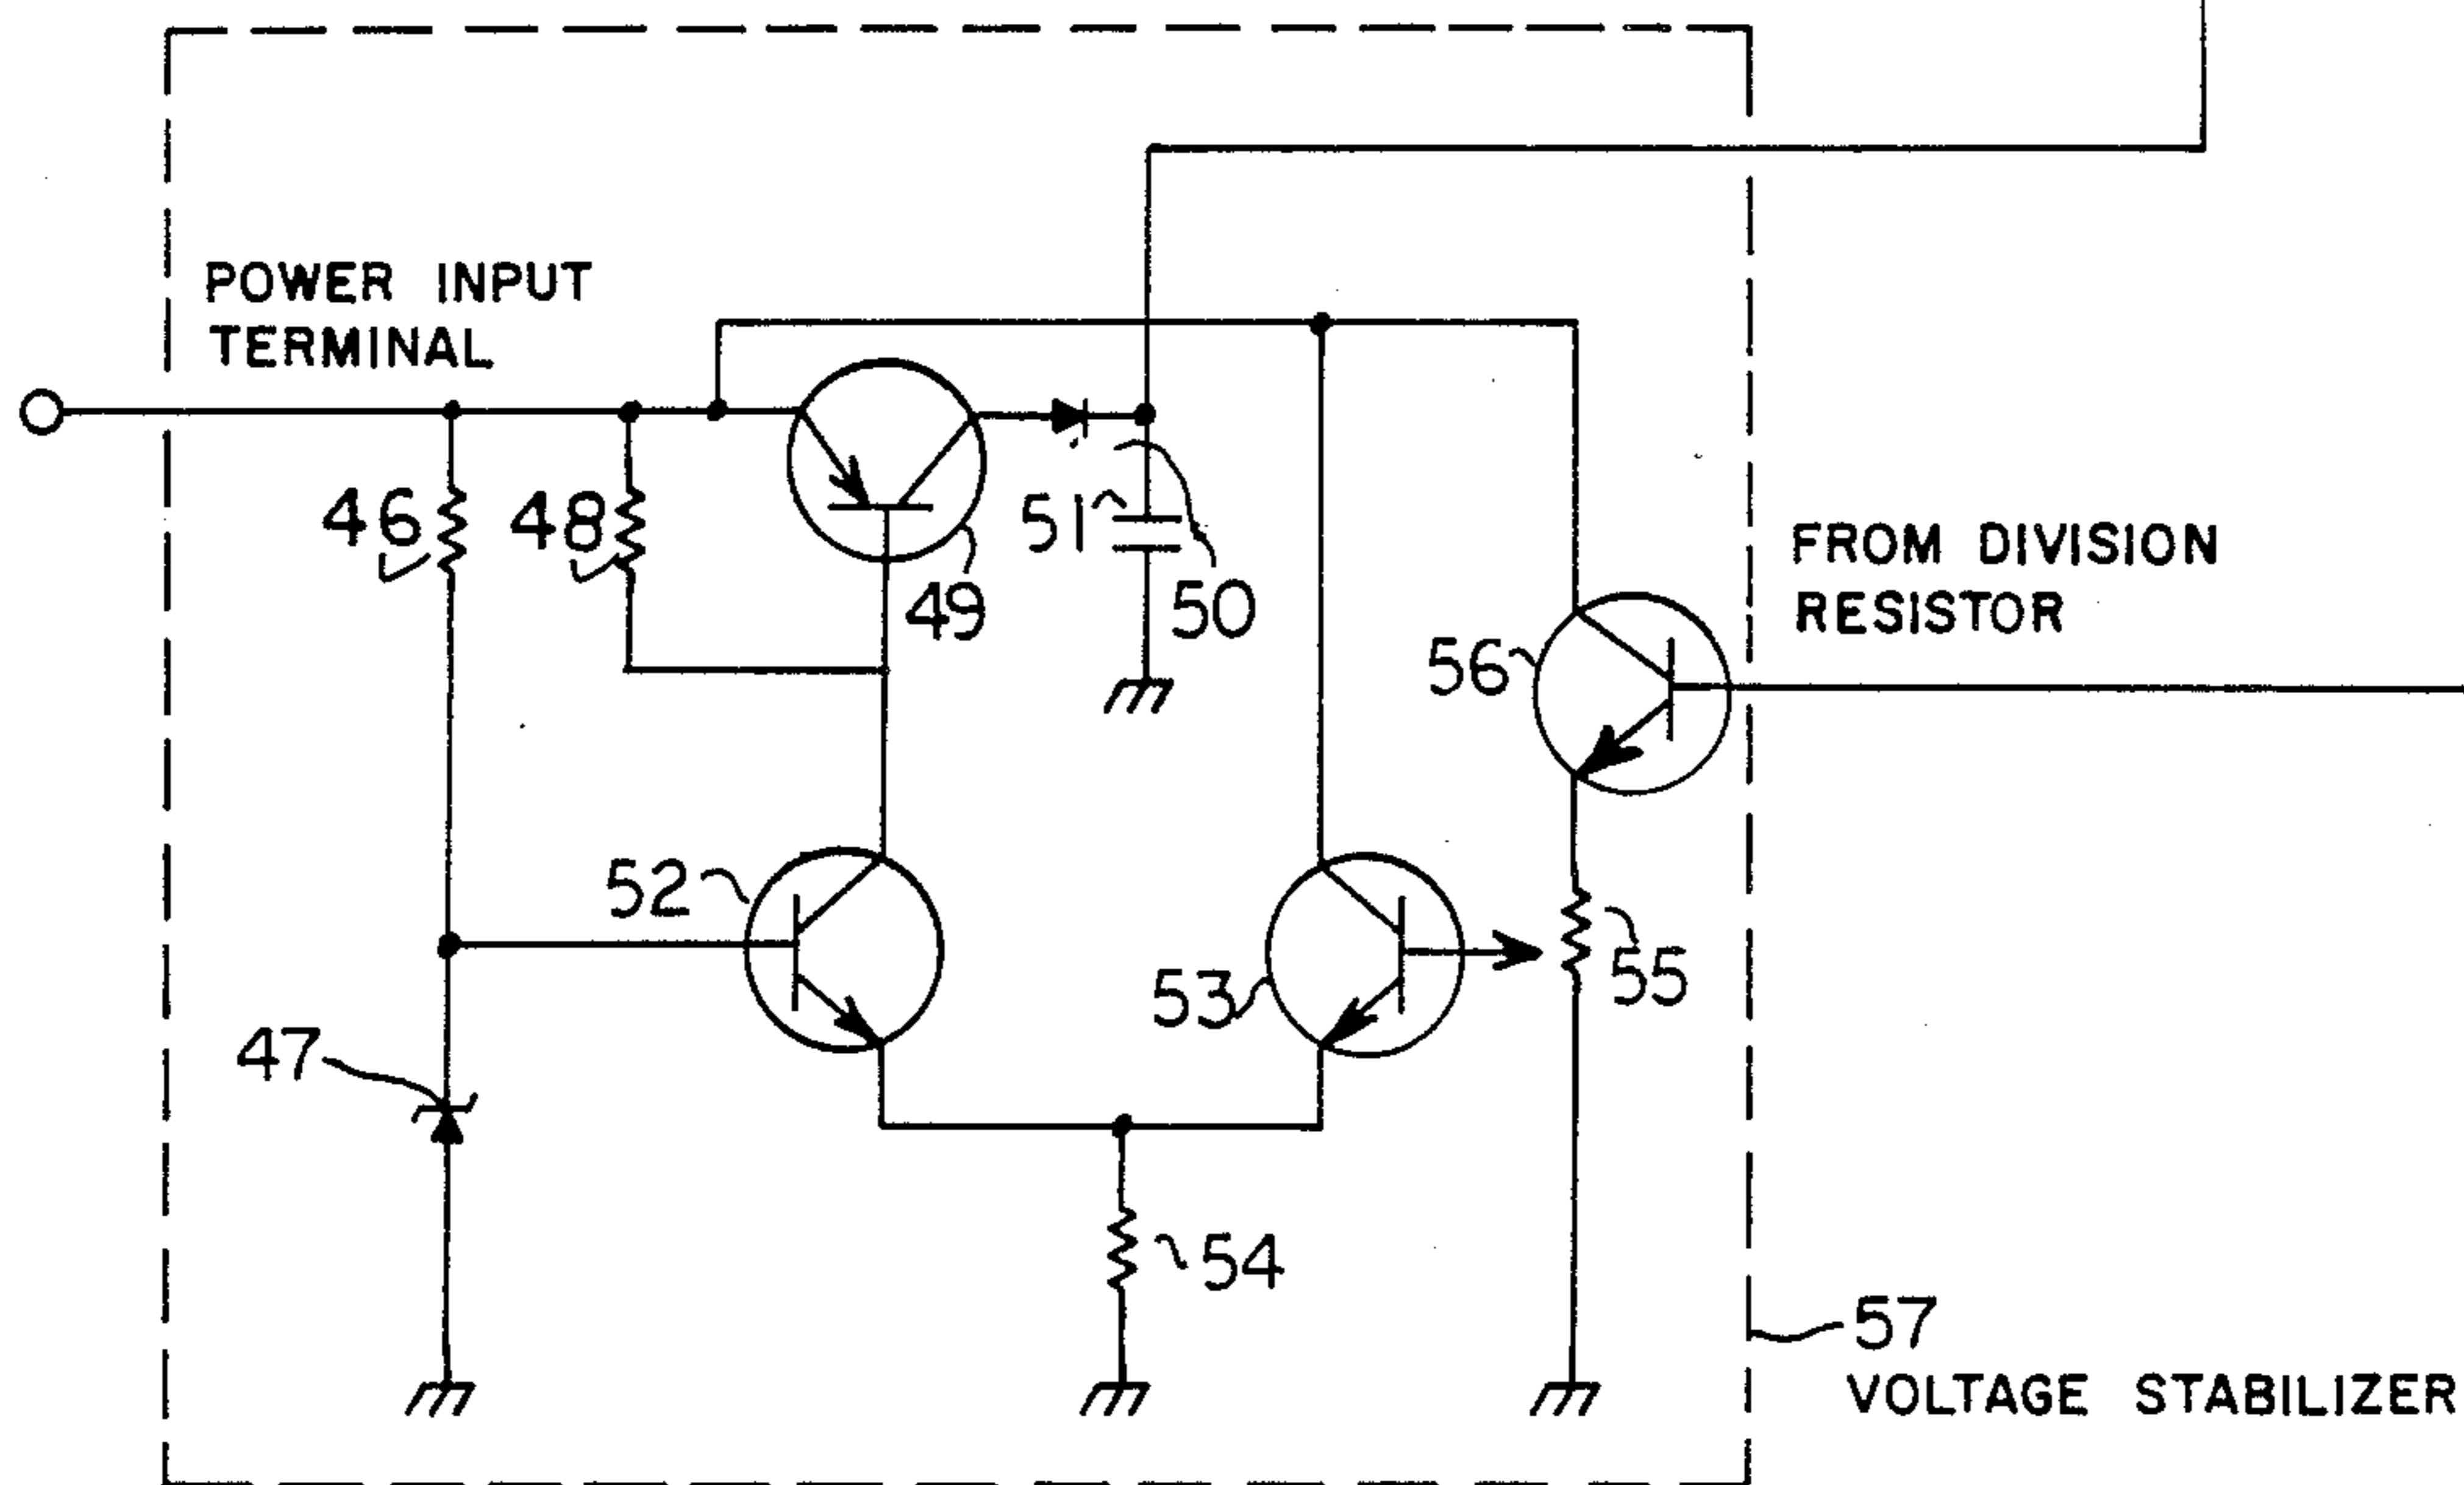 POWER INPUT
TERMINAL
46
48
49
51
50
FROM DIVISION
RESISTOR
56
52
53
55
47
54
57
VOLTAGE STABILIZER